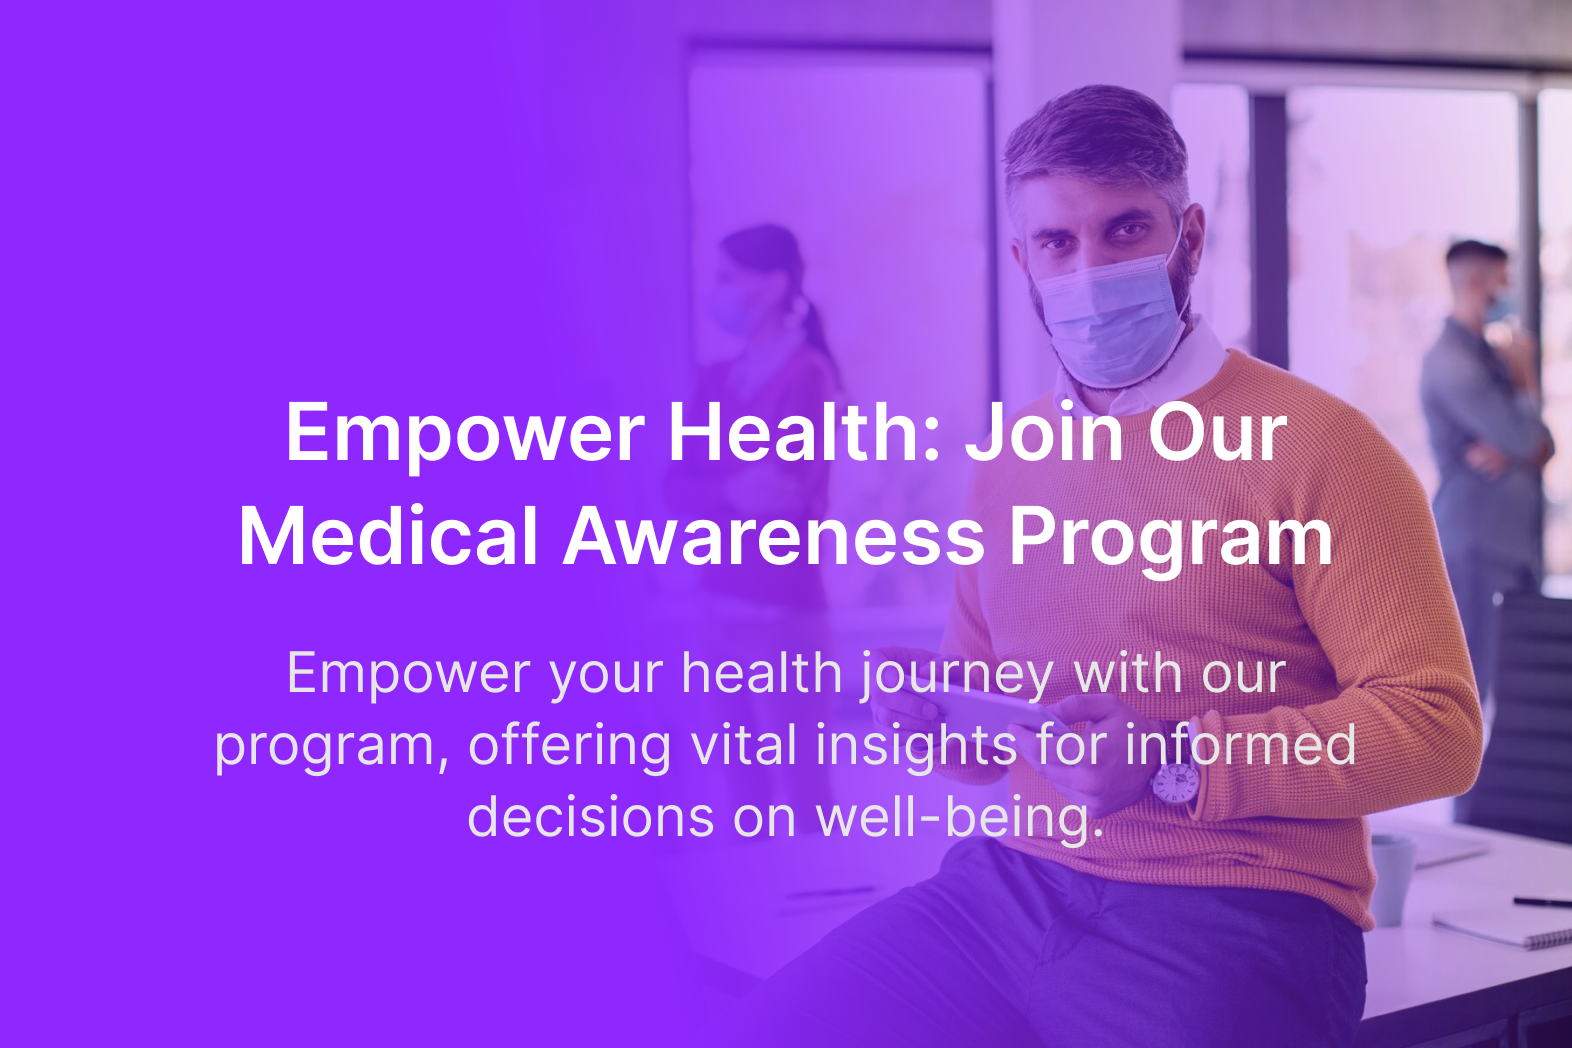 Empower Health: Join Our
Medical Awareness Program
Empower your health journey with our
program, offering vital insights for informed
decisions on well-being.